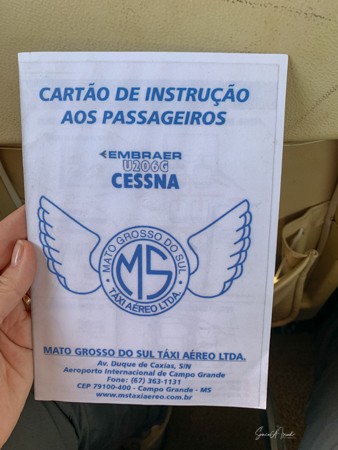 CARTÃO DE INSTRUÇÃO
AOS PASSAGEIROS
EMBRAER
U206G
CESSNA
MATO GROSSO DO SUL
MS
TÁXI AÉREO LTDA.
MATO GROSSO DO SUL TÁXI AÉREO LTDA.
Av. Duque de Caxias, S/N
Aeroporto Internacional de Campo Grande
Fone: (67) 363-1131
CEP 79100-400 - Campo Grande - MS
www.mstaxiaereo.com.br